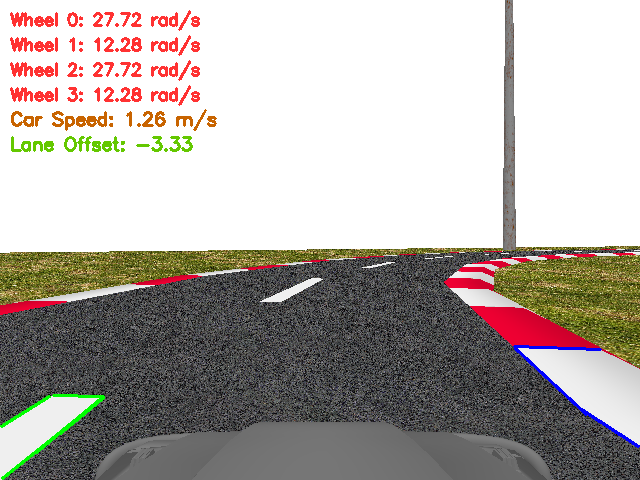 Wheel 0: 27.72 rad/s
Wheel 1: 12.28 rad/s
Wheel 2: 27.72 rad/s
Wheel 3: 12.28 rad/s
Car Speed: 1.26 m/s
Lane Offset: -3.33